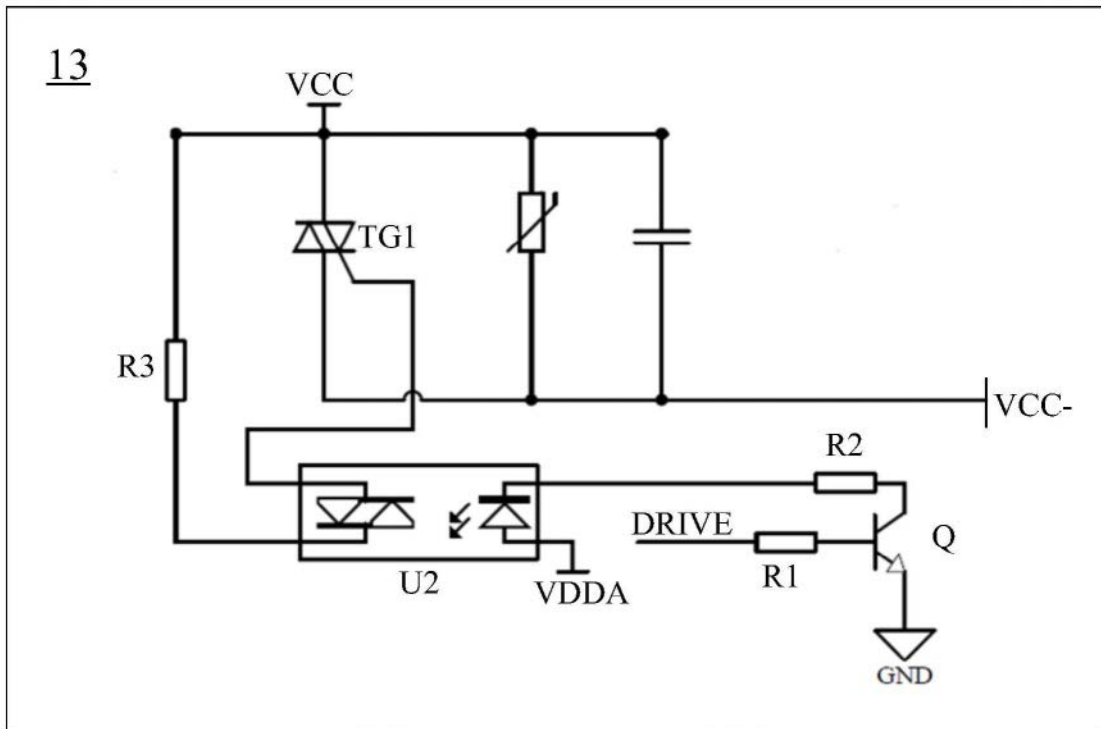 13
VCC
TG1
R3
VCC-
R2
DRIVE
Q
R1
U2
VDDA
GND